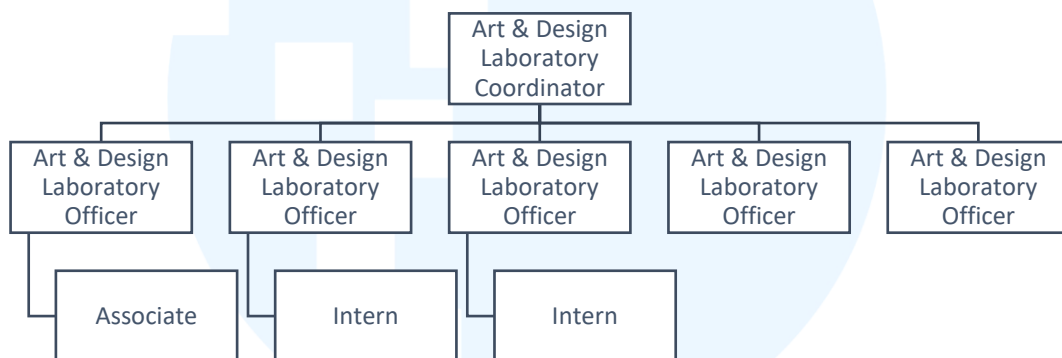 Art & Design
Laboratory
Coordinator
Art & Design
Laboratory
Officer
Art & Design
Laboratory
Officer
Art & Design
Laboratory
Officer
Art & Design
Laboratory
Officer
Art & Design
Laboratory
Officer
Associate
Intern
Intern